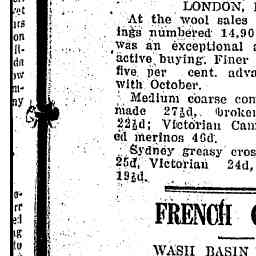 LONDON,
At the wool sales
ings numbered 14,90
was an exceptional
active buying. Finer
five per cent. adva
with October.
Medium coarse com
made 27½d., broken
22½d; Victorian Cam
ed merinos 46d.
Sydney greasy cros
25d, Victorian 24d,
19½d.
FRENCH
WASH BASIN